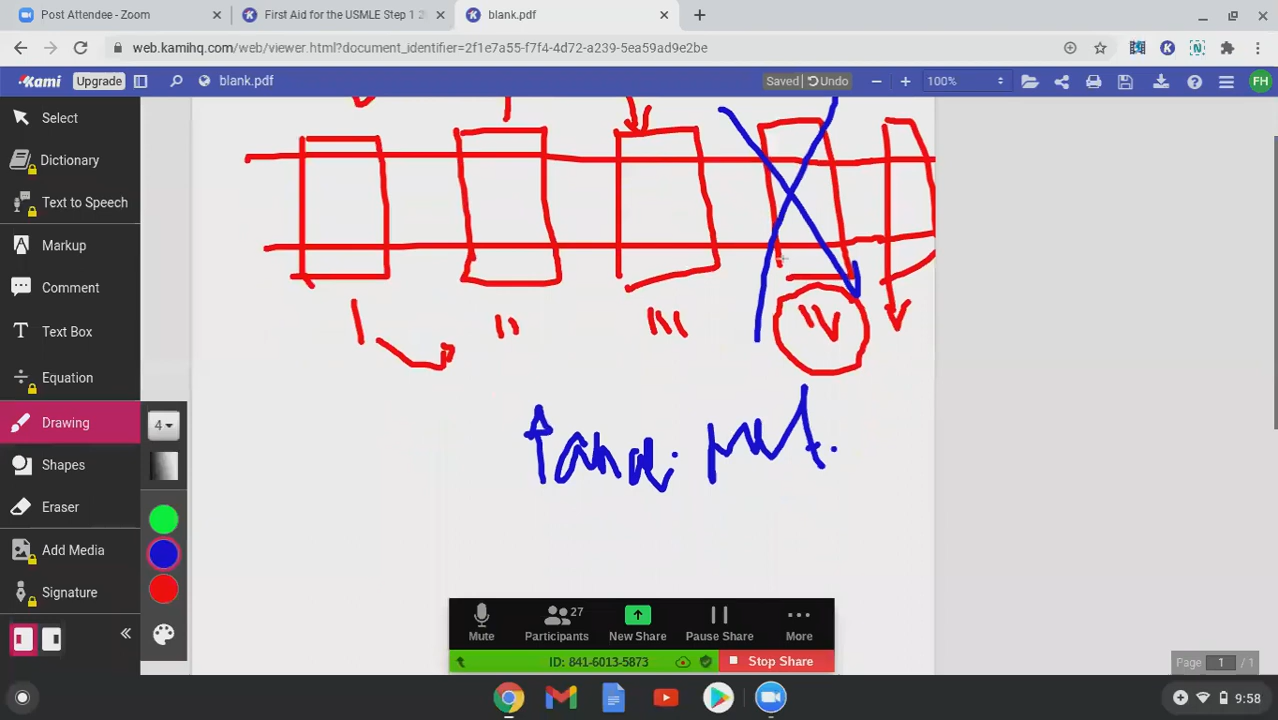 Post Attendee - Zoom
First Aid for the USMLE Step 1 2
blank.pdf
web.kamihq.com/web/viewer.html?document_identifier=2f1e7a55-f7f4-4d72-a239-5ea59ad9e2be
Kami
Upgrade
blank.pdf
Saved
Undo
100%
FH
Select
Dictionary
Text to Speech
Markup
Comment
Text Box
Equation
Drawing
4
Shapes
Eraser
Add Media
Signature
I
II
III
IV
mut.
27
Mute
Participants
New Share
Pause Share
More
ID: 841-6013-5873
Stop Share
Page 1 / 1
9:58